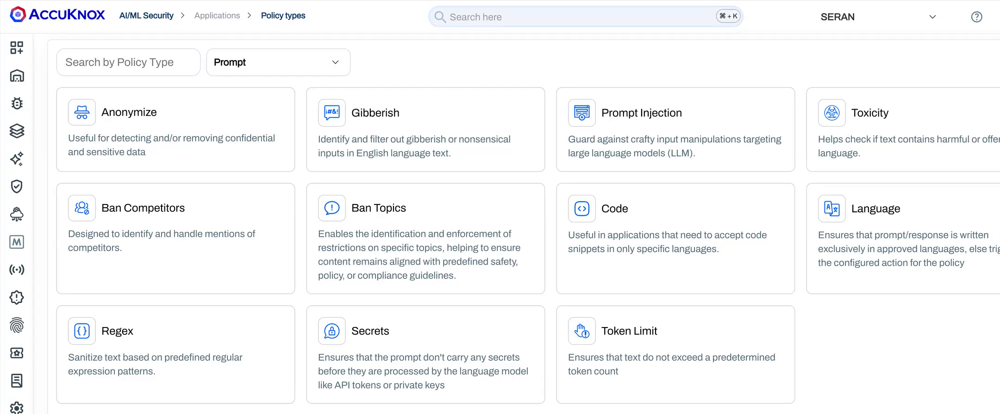 ACCUKNOX
AI/ML Security > Applications > Policy types
Search here
⌘ + K
SERAN
Search by Policy Type
Prompt
Anonymize
Useful for detecting and/or removing confidential
and sensitive data
i#&!
Gibberish
Identify and filter out gibberish or nonsensical
inputs in English language text.
Prompt Injection
Guard against crafty input manipulations targeting
large language models (LLM).
Toxicity
Helps check if text contains harmful or
language.
Ban Competitors
Designed to identify and handle mentions of
competitors.
Ban Topics
Enables the identification and enforcement of
restrictions on specific topics, helping to ensure
content remains aligned with predefined safety,
policy, or compliance guidelines.
Code
Useful in applications that need to accept code
snippets in only specific languages.
Language
Ensures that prompt/response is written
exclusively in approved languages, else
the configured action for the policy
M
Regex
Sanitize text based on predefined regular
expression patterns.
Secrets
Ensures that the prompt don't carry any secrets
before they are processed by the language model
like API tokens or private keys
Token Limit
Ensures that text do not exceed a predetermined
token count